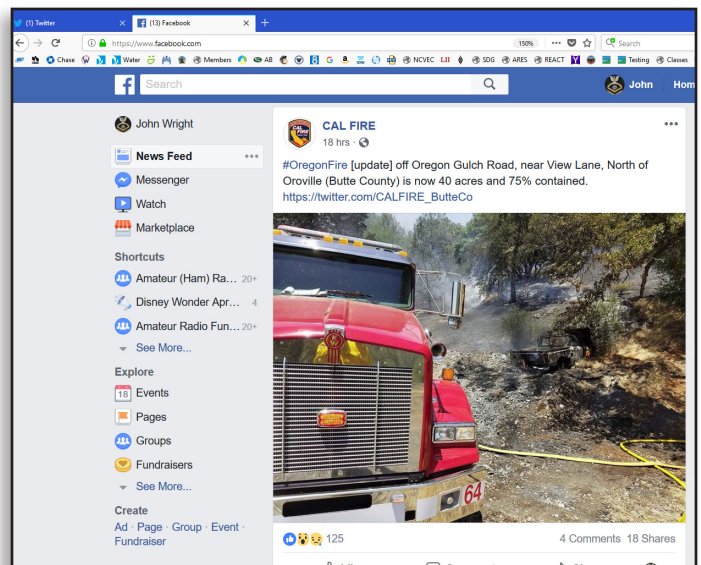 (1) Twitter
(13) Facebook
https://www.facebook.com
150%
Search
Chase
Water
Members
AB
NCVEC
SDG
ARES
REACT
Testing
Classes
Search
John
Hom
John Wright
News Feed
Messenger
Watch
Marketplace
Shortcuts
Amateur (Ham) Ra... 20+
Disney Wonder Apr... 4
Amateur Radio Fun... 20+
See More...
Explore
18 Events
Pages
Groups
Fundraisers
See More...
Create
Ad · Page · Group · Event ·
Fundraiser
CAL FIRE
18 hrs ·
#OregonFire [update] off Oregon Gulch Road, near View Lane, North of
Oroville (Butte County) is now 40 acres and 75% contained.
https://twitter.com/CALFIRE_ButteCo
64
125
4 Comments 18 Shares